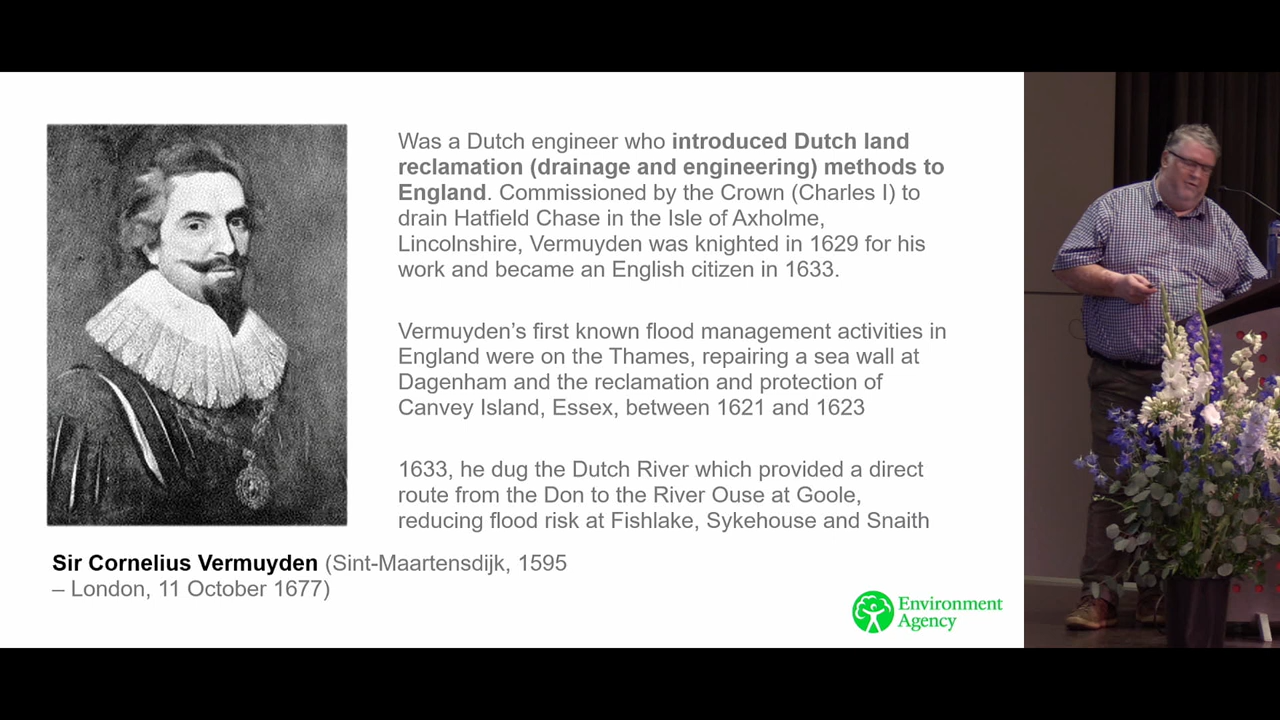 Was a Dutch engineer who introduced Dutch land
reclamation (drainage and engineering) methods to
England. Commissioned by the Crown (Charles I) to
drain Hatfield Chase in the Isle of Axholme,
Lincolnshire, Vermuyden was knighted in 1629 for his
work and became an English citizen in 1633.
Vermuyden’s first known flood management activities in
England were on the Thames, repairing a sea wall at
Dagenham and the reclamation and protection of
Canvey Island, Essex, between 1621 and 1623
1633, he dug the Dutch River which provided a direct
route from the Don to the River Ouse at Goole,
reducing flood risk at Fishlake, Sykehouse and Snaith
Sir Cornelius Vermuyden (Sint-Maartensdijk, 1595
– London, 11 October 1677)
Environment
Agency